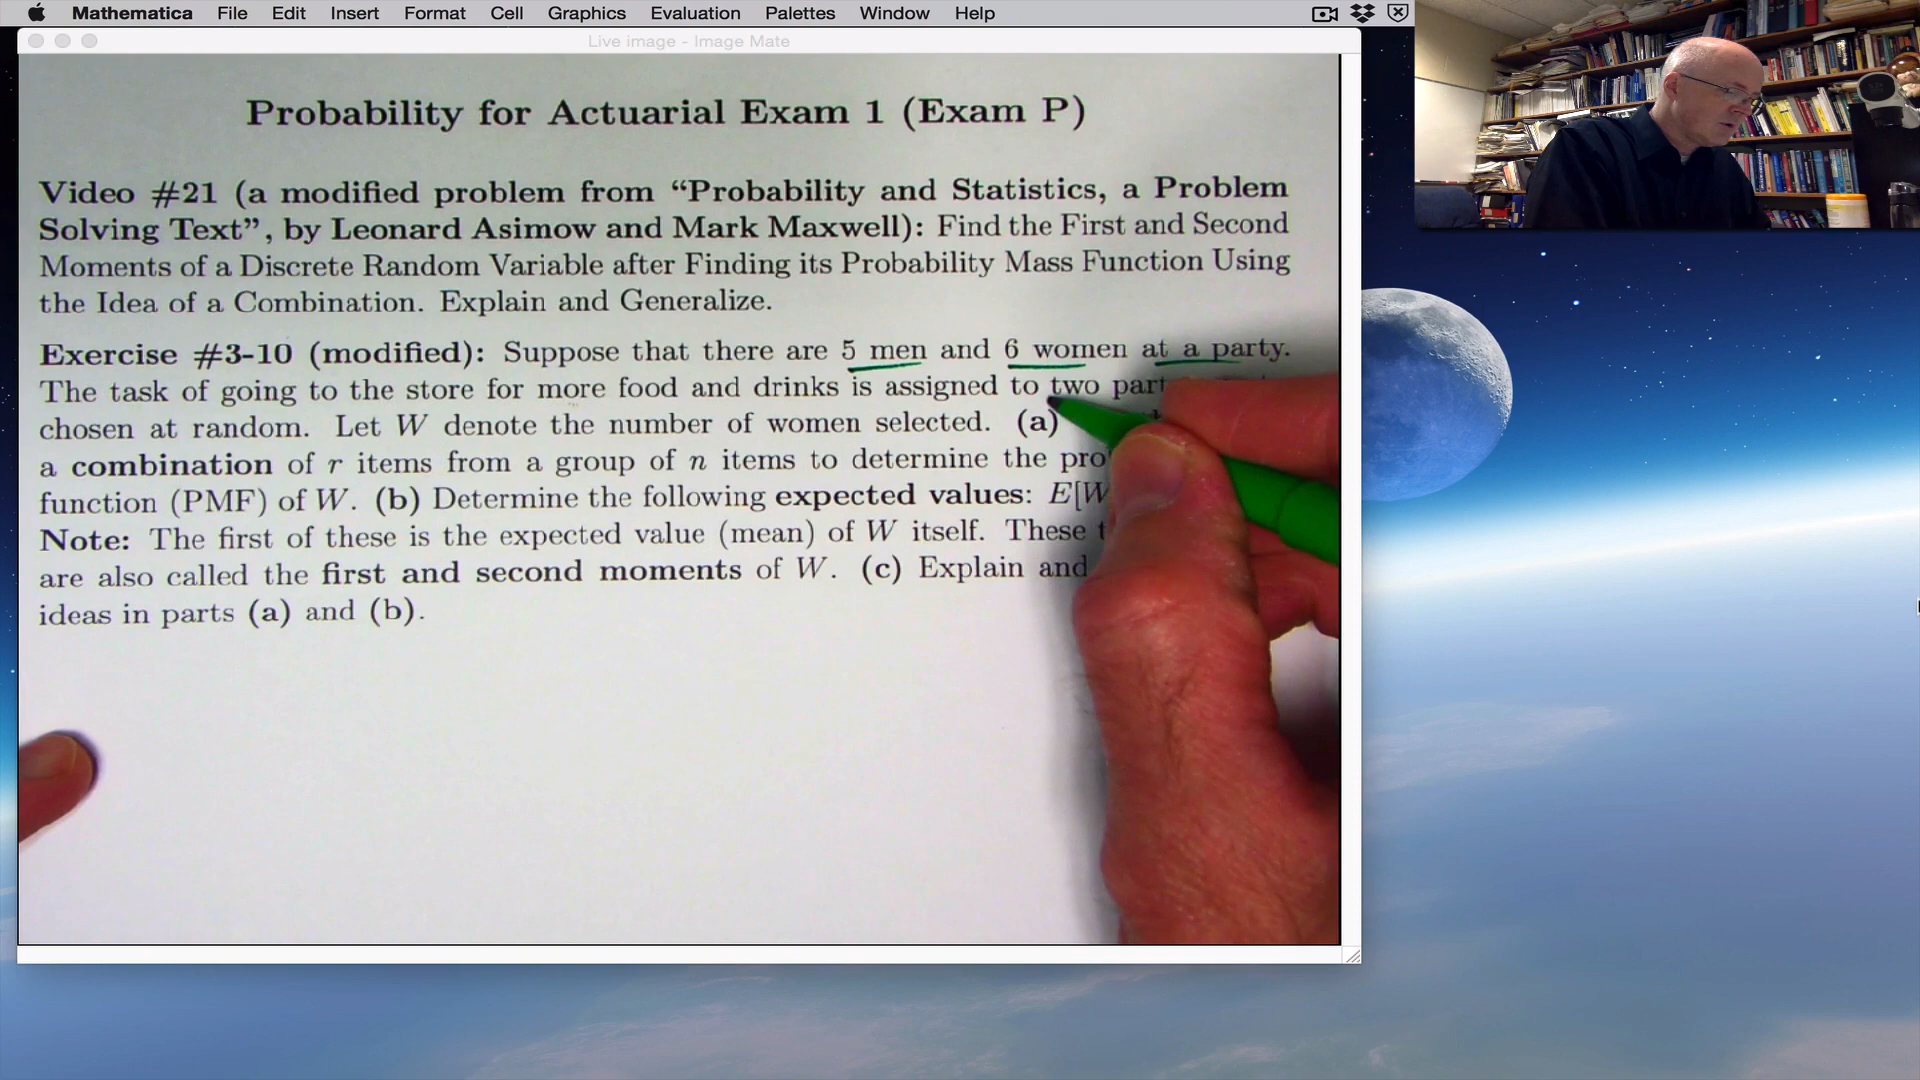 Mathematica File Edit Insert Format Cell Graphics Evaluation Palettes Window Help
Live image - Image Mate
Probability for Actuarial Exam 1 (Exam P)
Video #21 (a modified problem from “Probability and Statistics, a Problem
Solving Text”, by Leonard Asimow and Mark Maxwell): Find the First and Second
Moments of a Discrete Random Variable after Finding its Probability Mass Function Using
the Idea of a Combination. Explain and Generalize.
Exercise #3-10 (modified): Suppose that there are 5 men and 6 women at a party.
The task of going to the store for more food and drinks is assigned to two
chosen at random. Let W denote the number of women selected. (a)
a combination of r items from a group of n items to determine the
function (PMF) of W. (b) Determine the following expected values: E[W
Note: The first of these is the expected value (mean) of W itself. These
are also called the first and second moments of W. (c) Explain and
ideas in parts (a) and (b).